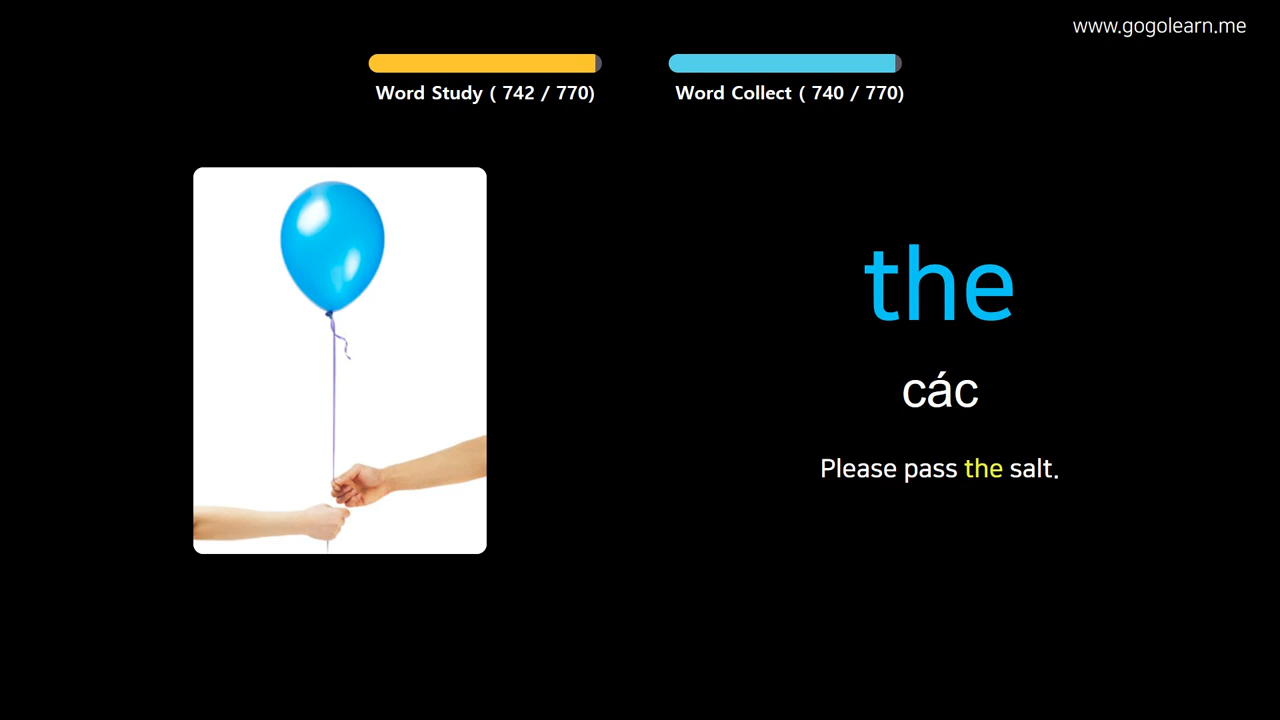 www.gogolearn.me
Word Study ( 742 / 770)
Word Collect ( 740 / 770)
the
các
Please pass the salt.